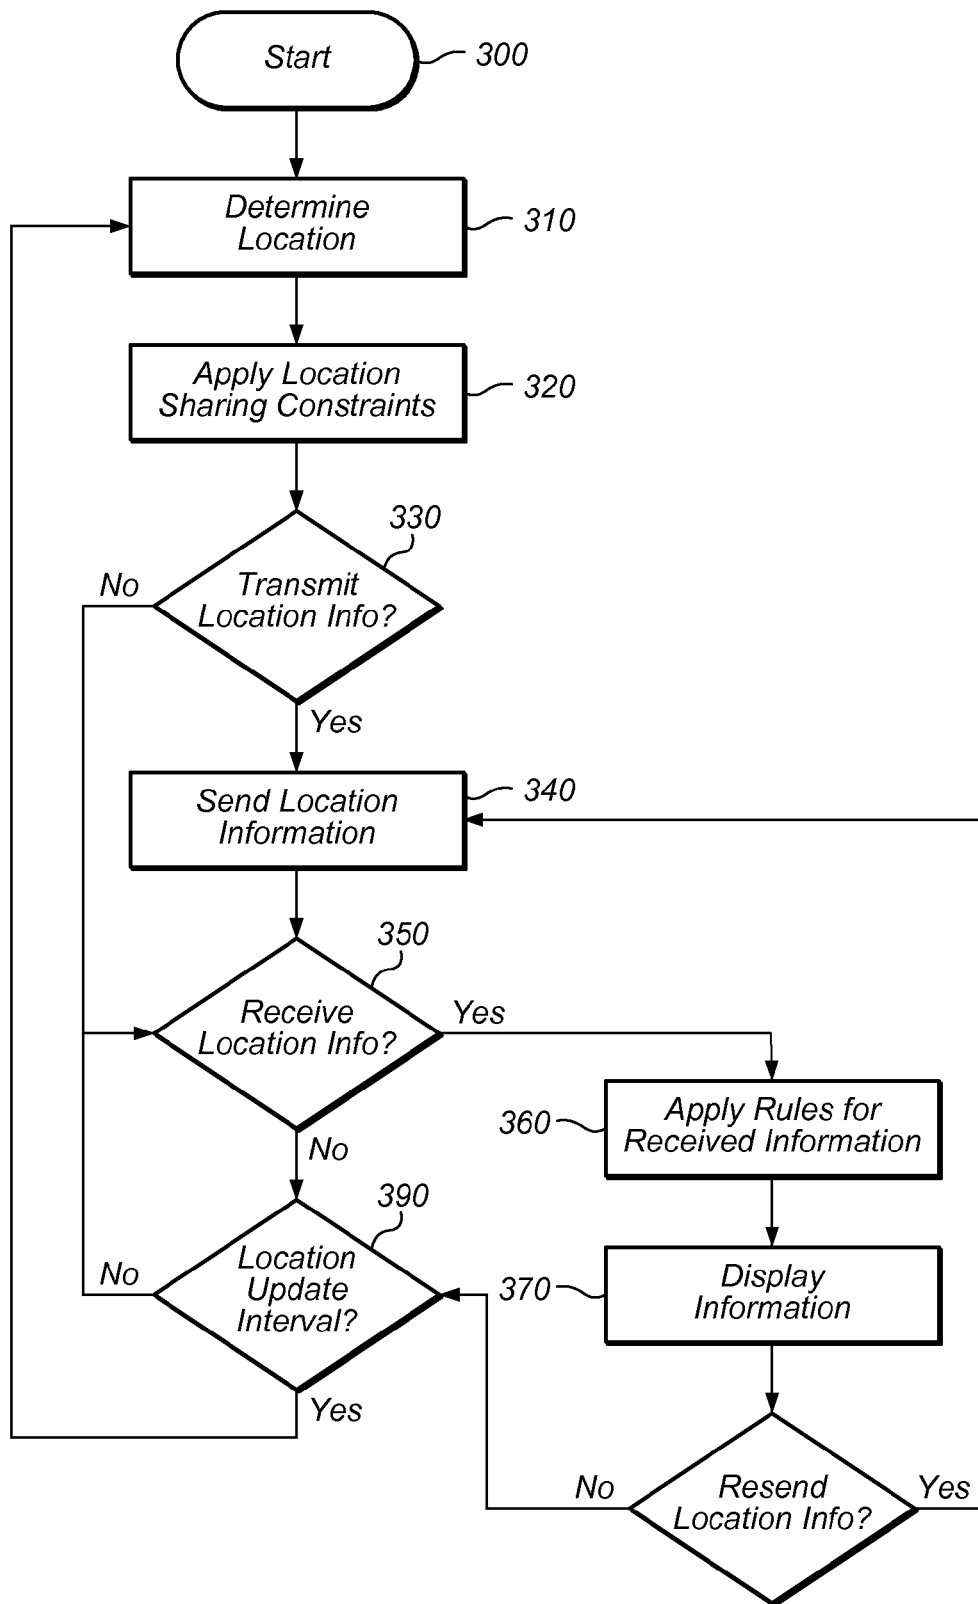 Start
300
Determine
Location
310
Apply Location
Sharing Constraints
320
330
No
Transmit
Location Info?
Yes
Send Location
Information
340
350
Receive
Location Info?
Yes
No
360
Apply Rules for
Received Information
390
No
Location
Update
Interval?
Yes
370
Display
Information
No
Resend
Location Info?
Yes